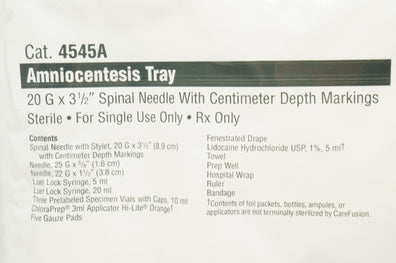 Cat. 4545A
Amniocentesis Tray
20 G x 3½" Spinal Needle With Centimeter Depth Markings
Sterile • For Single Use Only • Rx Only
Contents
Spinal Needle with Stylet, 20 G x 3½" (8.9 cm)
with Centimeter Depth Markings
Needle, 25 G x ⅝" (1.6 cm)
Needle, 22 G x 1½" (3.8 cm)
Luer Lock Syringe, 5 ml
Luer Lock Syringe, 20 ml
Three Prelabeled Specimen Vials with Caps, 10 ml
ChloraPrep® 3ml Applicator Hi-Lite® Orange†
Five Gauze Pads
Fenestrated Drape
Lidocaine Hydrochloride USP, 1%, 5 ml†
Towel
Prep Well
Hospital Wrap
Ruler
Bandage
†Contents of foil packets, bottles, ampules, or
applicators are not terminally sterilized by CareFusion.